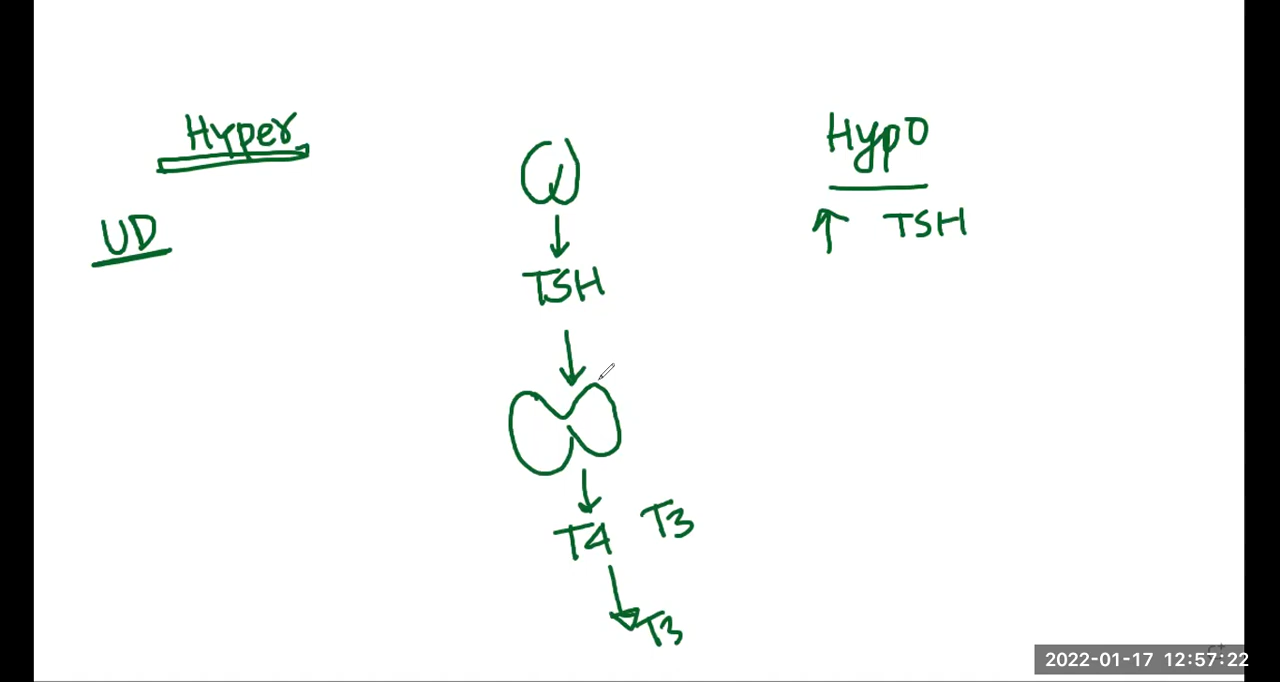 Hyper
Hypo
UD
↑ TSH
TSH
T4 T3
T3
2022-01-17 12:57:22